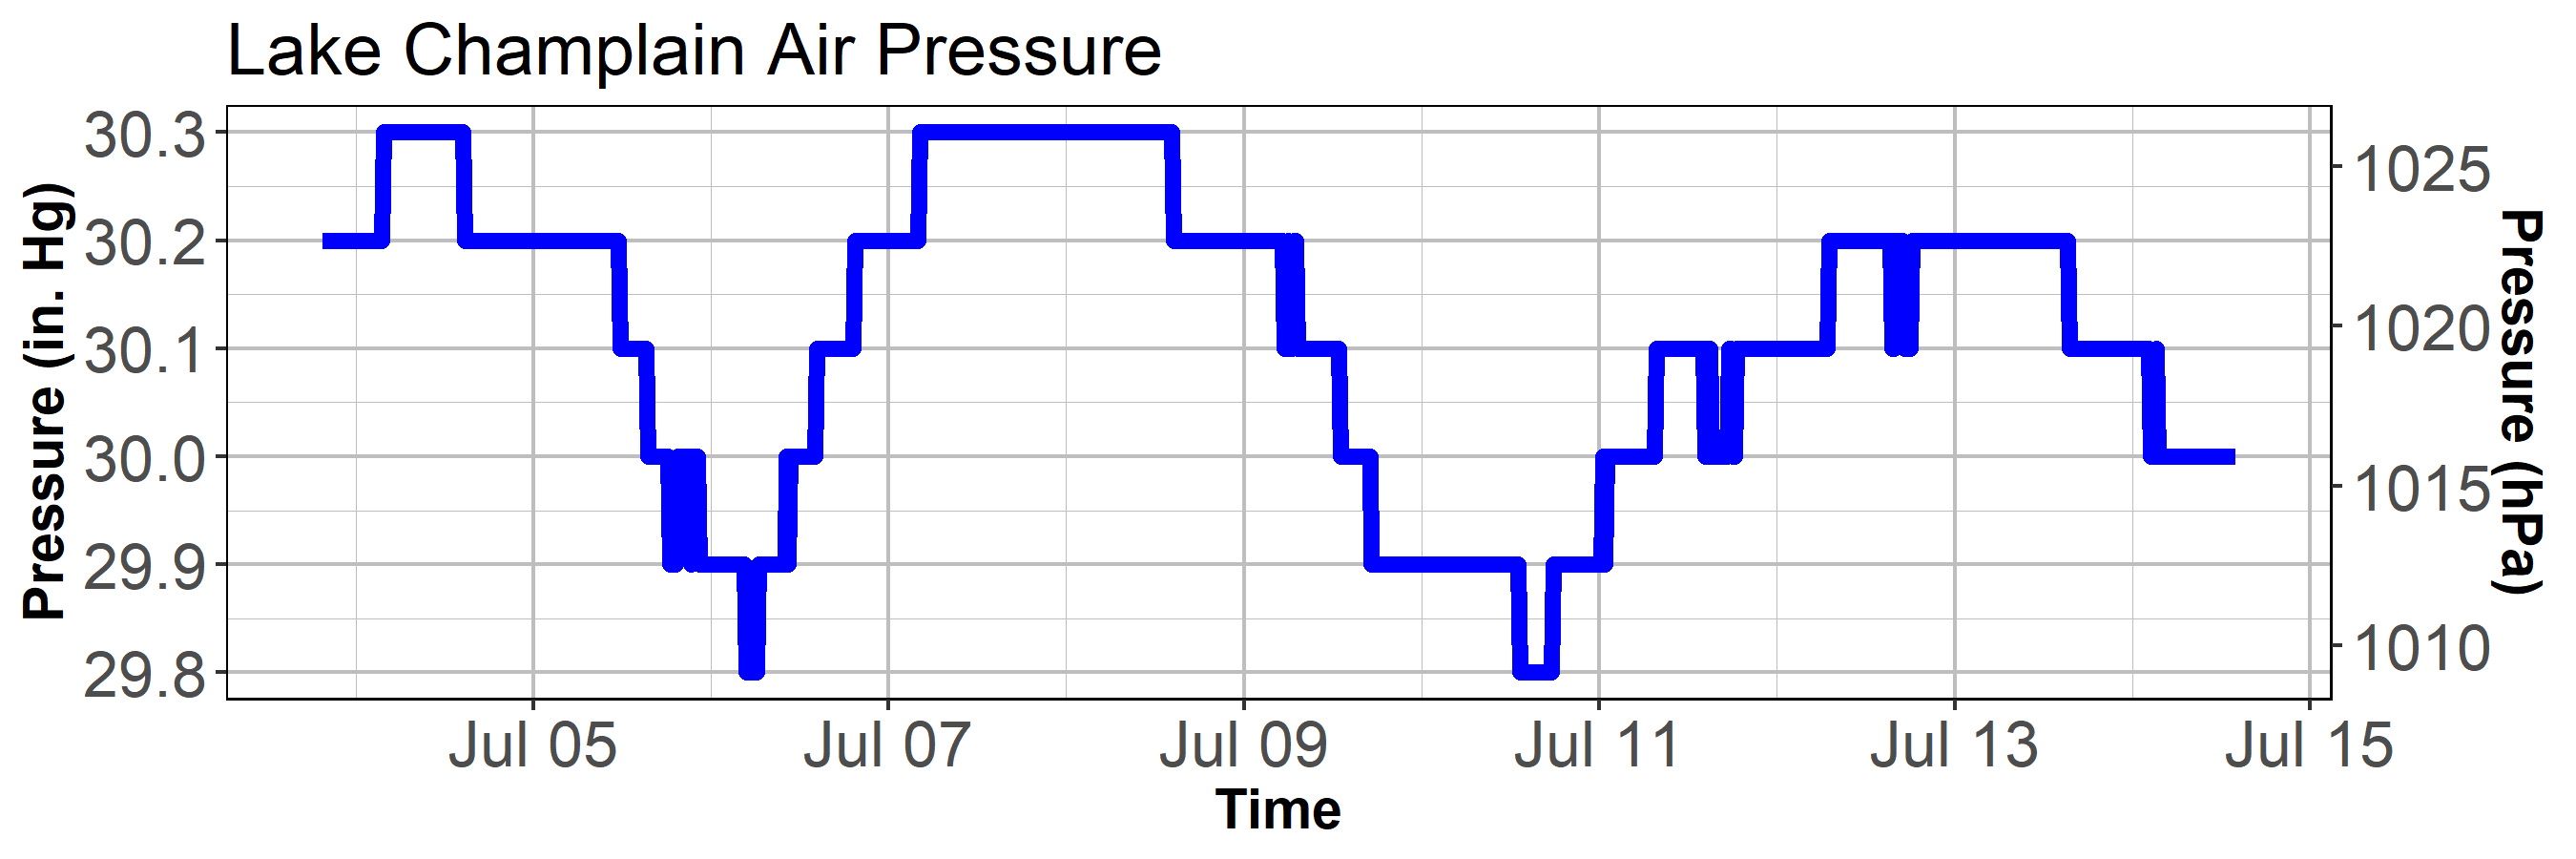 Lake Champlain Air Pressure
Pressure (in. Hg)
30.3
30.2
30.1
30.0
29.9
29.8
1025
1020
1015
1010
Pressure (hPa)
Jul 05 Jul 07 Jul 09 Jul 11 Jul 13 Jul 15
Time